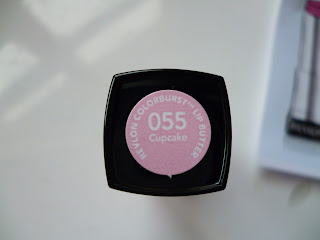 REVLON COLORBURST™ LIP BUTTER
055
Cupcake